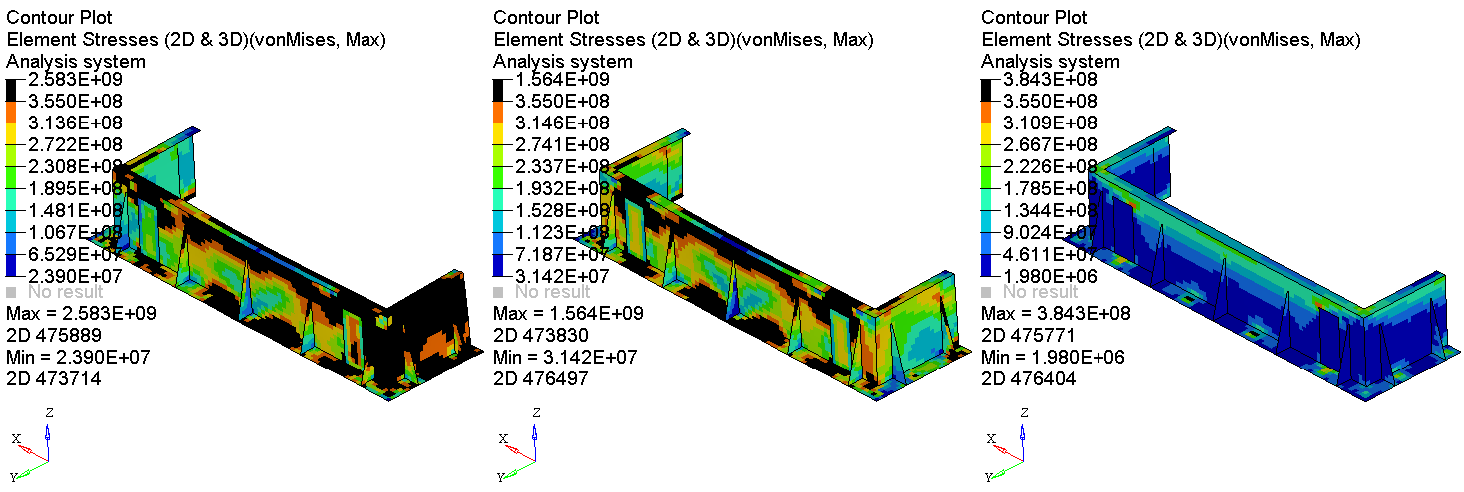 Contour Plot
Element Stresses (2D & 3D)(vonMises, Max)
Analysis system
2.583E+09
3.550E+08
3.136E+08
2.722E+08
2.308E+08
1.895E+08
1.481E+08
1.067E+08
6.529E+07
2.390E+07
No result
Max = 2.583E+09
2D 475889
Min = 2.390E+07
2D 473714
Z
X
Y
Contour Plot
Element Stresses (2D & 3D)(vonMises, Max)
Analysis system
1.564E+09
3.550E+08
3.146E+08
2.741E+08
2.337E+08
1.932E+08
1.528E+08
1.123E+08
7.187E+07
3.142E+07
No result
Max = 1.564E+09
2D 473830
Min = 3.142E+07
2D 476497
Z
X
Y
Contour Plot
Element Stresses (2D & 3D)(vonMises, Max)
Analysis system
3.843E+08
3.550E+08
3.109E+08
2.667E+08
2.226E+08
1.785E+08
1.344E+08
9.024E+07
4.611E+07
1.980E+06
No result
Max = 3.843E+08
2D 475771
Min = 1.980E+06
2D 476404
Z
X
Y